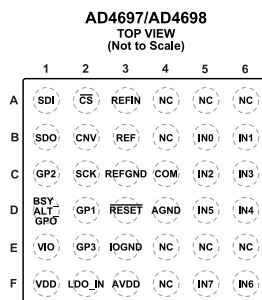 AD4697/AD4698
TOP VIEW
(Not to Scale)
1 2 3 4 5 6
A SDI CS REFIN NC NC NC
B SDO CNV REF NC IN0 IN1
C GP2 SCK REFGND COM IN2 IN3
D BSY_ALT_GP0 GP1 RESET AGND IN5 IN4
E VIO GP3 IOGND NC NC NC
F VDD LDO_IN AVDD NC IN7 IN6